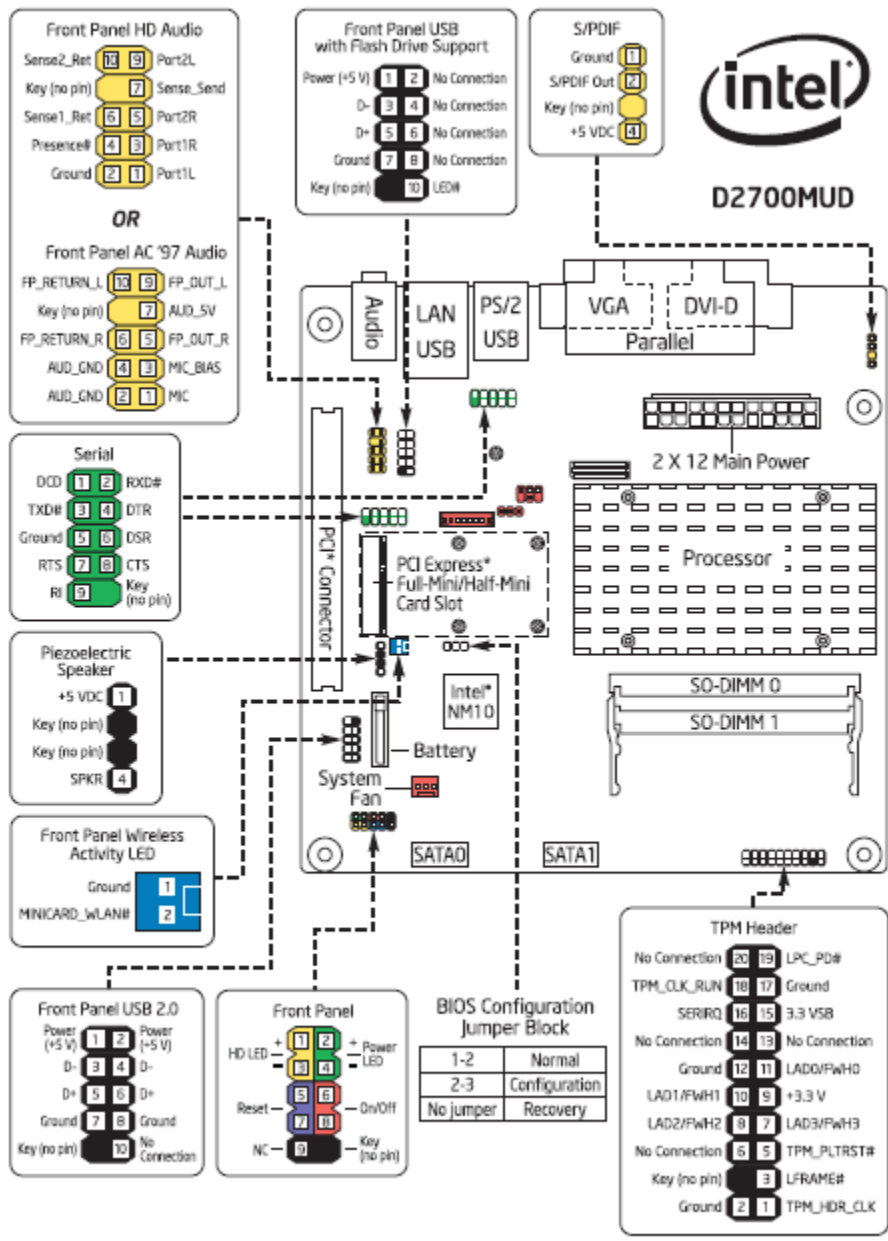 Front Panel HD Audio
Sense2_Ret 10 9 Port2L
Key (no pin) 7 Sense_Send
Sense1_Ret 6 5 Port2R
Presence# 4 3 Port1R
Ground 2 1 Port1L
OR
Front Panel AC '97 Audio
FP_RETURN_L 10 9 FP_OUT_L
Key (no pin) 7 AUD_5V
FP_RETURN_R 6 5 FP_OUT_R
AUD_GND 4 3 MIC_BIAS
AUD_GND 2 1 MIC
Front Panel USB
with Flash Drive Support
Power (+5 V) 1 2 No Connection
D- 3 4 No Connection
D+ 5 6 No Connection
Ground 7 8 No Connection
Key (no pin) 10 LED#
S/PDIF
Ground 1
S/PDIF Out 2
Key (no pin)
+5 VDC 4
intel
D2700MUD
Audio
LAN
USB
PS/2
USB
VGA
DVI-D
Parallel
2 X 12 Main Power
Serial
DCD 1 2 RXD#
TXD# 3 4 DTR
Ground 5 6 DSR
RTS 7 8 CTS
RI 9 Key
(no pin)
PCI* Connector
PCI Express*
Full-Mini/Half-Mini
Card Slot
Processor
Piezoelectric
Speaker
+5 VDC 1
Key (no pin)
Key (no pin)
SPKR 4
Intel*
NM10
SO-DIMM 0
SO-DIMM 1
Battery
System
Fan
SATA0
SATA1
Front Panel Wireless
Activity LED
Ground 1
MINICARD_WLAN# 2
Front Panel USB 2.0
Power
(+5 V) 1 2 Power
(+5 V)
D- 3 4 D-
D+ 5 6 D+
Ground 7 8 Ground
Key (no pin) 10 No
Connection
Front Panel
+ 1 2 +
HD LED Power
LED
- 3 4 -
Reset 5 6 On/Off
7 8
NC 9 Key
(no pin)
BIOS Configuration
Jumper Block
1-2 Normal
2-3 Configuration
No jumper Recovery
TPM Header
No Connection 20 19 LPC_PD#
TPM_CLK_RUN 18 17 Ground
SERIRQ 16 15 3.3 VSB
No Connection 14 13 No Connection
Ground 12 11 LAD0/FWH0
LAD1/FWH1 10 9 +3.3 V
LAD2/FWH2 8 7 LAD3/FWH3
No Connection 6 5 TPM_PLTRST#
Key (no pin) 3 LFRAME#
Ground 2 1 TPM_HDR_CLK